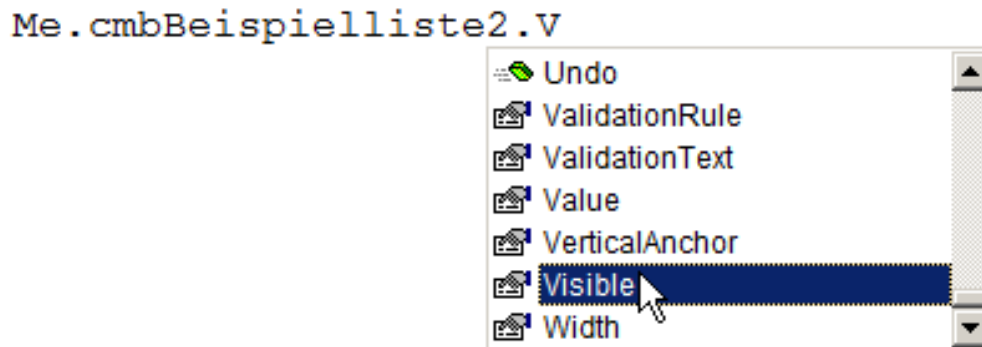 Me.cmbBeispielliste2.V
Undo
ValidationRule
ValidationText
Value
VerticalAnchor
Visible
Width